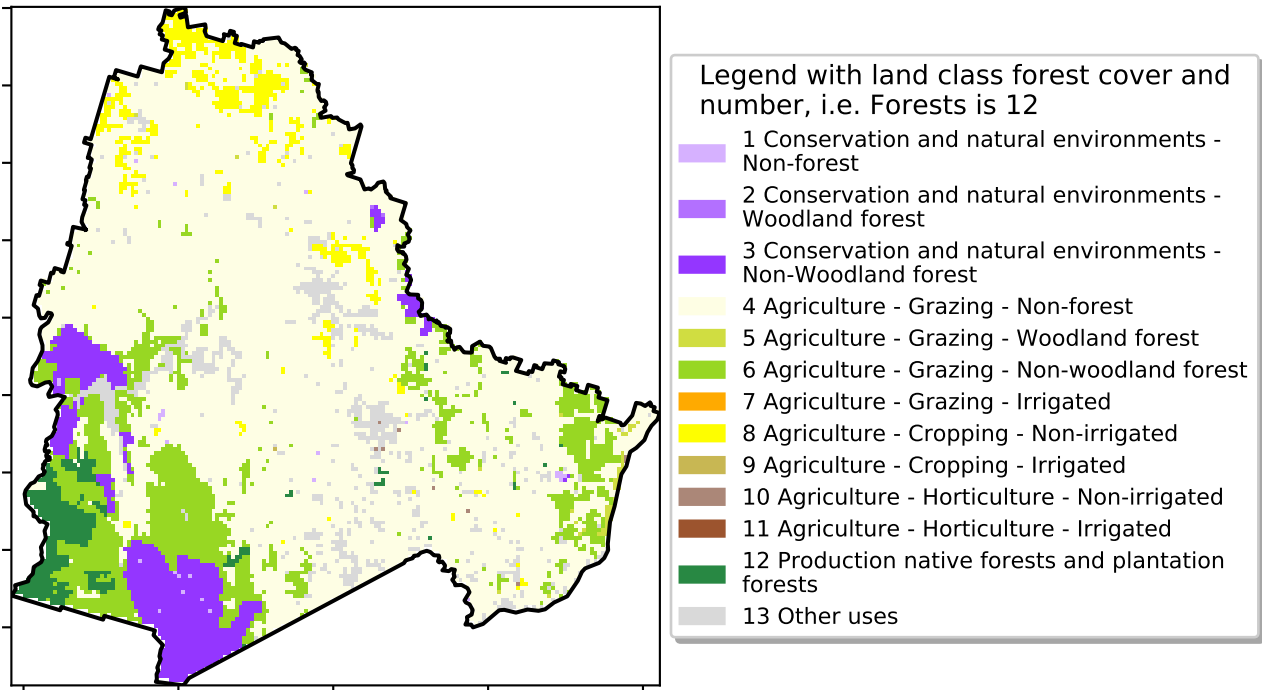 Legend with land class forest cover and
number, i.e. Forests is 12
1 Conservation and natural environments -
Non-forest
2 Conservation and natural environments -
Woodland forest
3 Conservation and natural environments -
Non-Woodland forest
4 Agriculture - Grazing - Non-forest
5 Agriculture - Grazing - Woodland forest
6 Agriculture - Grazing - Non-woodland forest
7 Agriculture - Grazing - Irrigated
8 Agriculture - Cropping - Non-irrigated
9 Agriculture - Cropping - Irrigated
10 Agriculture - Horticulture - Non-irrigated
11 Agriculture - Horticulture - Irrigated
12 Production native forests and plantation
forests
13 Other uses